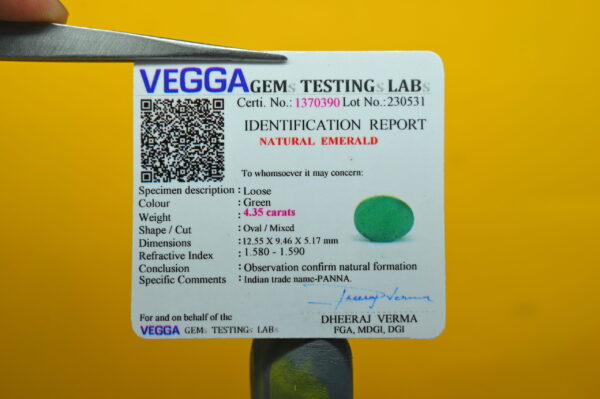 VEGGA GEMs TESTINGs LABs
Certi. No.: 1370390 Lot No.: 230531
IDENTIFICATION REPORT
NATURAL EMERALD
To whomsoever it may concern:
Specimen description : Loose
Colour : Green
Weight : 4.35 carats
Shape / Cut : Oval / Mixed
Dimensions : 12.55 X 9.46 X 5.17 mm
Refractive Index : 1.580 - 1.590
Conclusion : Observation confirm natural formation
Specific Comments : Indian trade name-PANNA.
Dheeraj Verma
For and on behalf of the
VEGGA GEMs TESTINGs LABs
DHEERAJ VERMA
FGA, MDGI, DGI